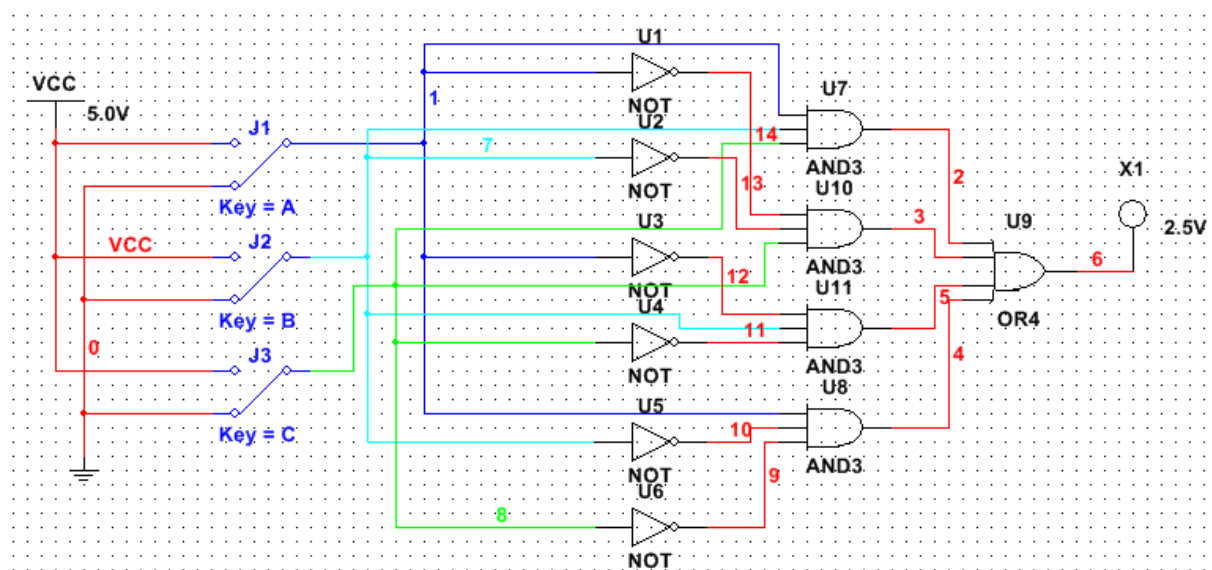 VCC
5.0V
J1
Key = A
VCC
J2
Key = B
0
J3
Key = C
1
7
8
U1
NOT
U2
NOT
U3
NOT
U4
NOT
U5
NOT
U6
NOT
14
13
12
11
10
9
U7
AND3
U10
AND3
U11
AND3
U8
AND3
2
3
5
4
U9
OR4
6
X1
2.5V